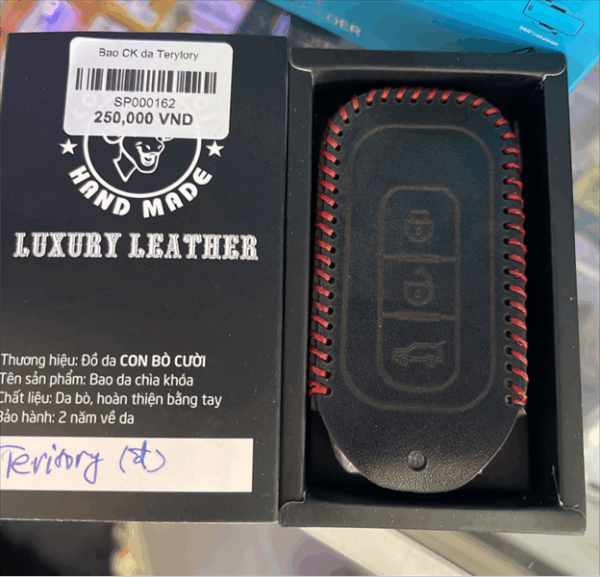 Bao CK da Terytory
SP000162
250,000 VND
HAND MADE
LUXURY LEATHER
Thương hiệu: Đồ da CON BÒ CƯỜI
Tên sản phẩm: Bao da chìa khóa
Chất liệu: Da bò, hoàn thiện bằng tay
Bảo hành: 2 năm về da